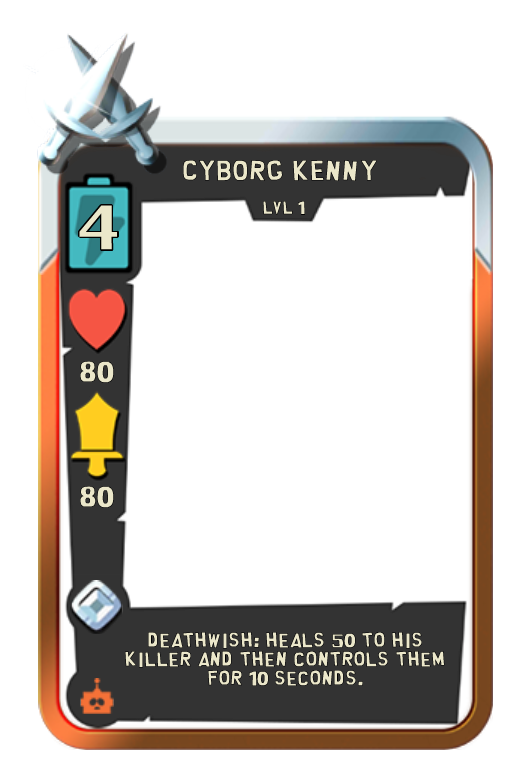 CYBORG KENNY
LVL 1
4
80
80
DEATHWISH: HEALS 50 TO HIS
KILLER AND THEN CONTROLS THEM
FOR 10 SECONDS.